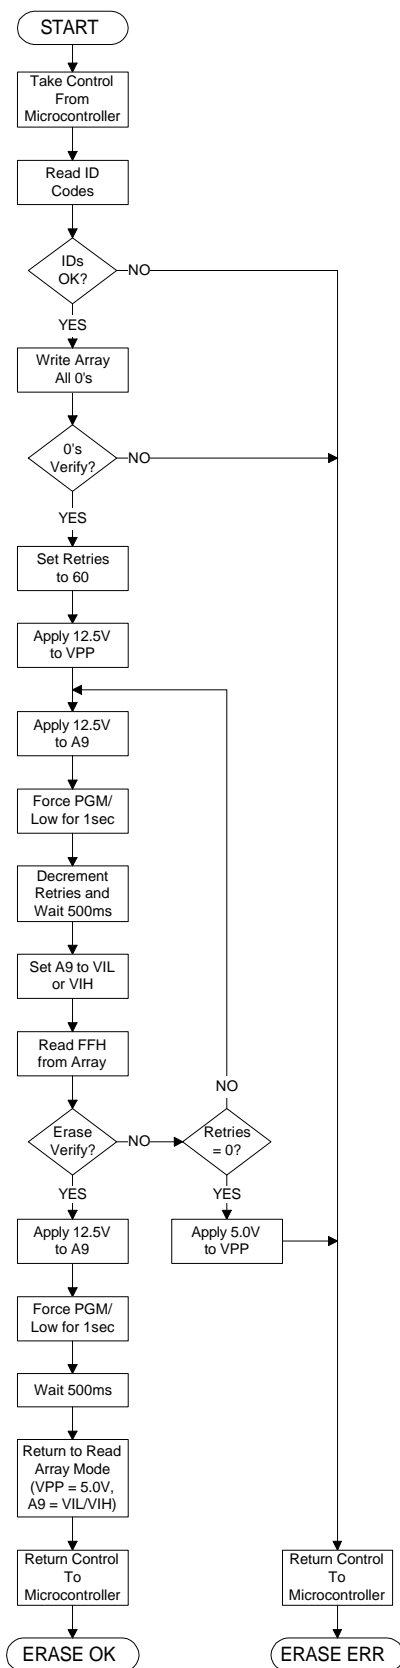 START
Take Control
From
Microcontroller
Read ID
Codes
IDs
OK?
NO
YES
Write Array
All 0's
0's
Verify?
NO
YES
Set Retries
to 60
Apply 12.5V
to VPP
Apply 12.5V
to A9
Force PGM/
Low for 1sec
Decrement
Retries and
Wait 500ms
Set A9 to VIL
or VIH
Read FFH
from Array
NO
Erase
Verify?
NO
Retries
= 0?
YES
YES
Apply 12.5V
to A9
Apply 5.0V
to VPP
Force PGM/
Low for 1sec
Wait 500ms
Return to Read
Array Mode
(VPP = 5.0V,
A9 = VIL/VIH)
Return Control
To
Microcontroller
Return Control
To
Microcontroller
ERASE OK
ERASE ERR